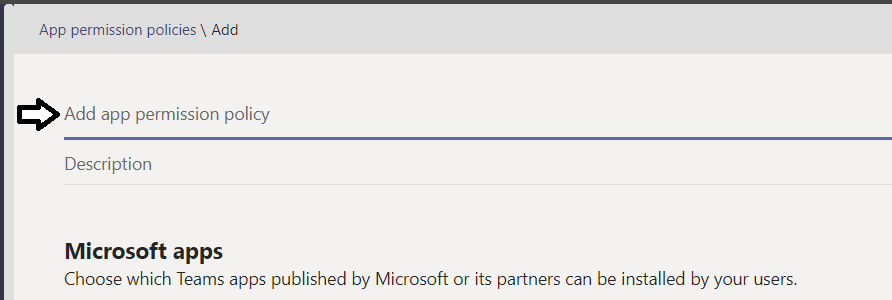 App permission policies \ Add
Add app permission policy
Description
Microsoft apps
Choose which Teams apps published by Microsoft or its partners can be installed by your users.